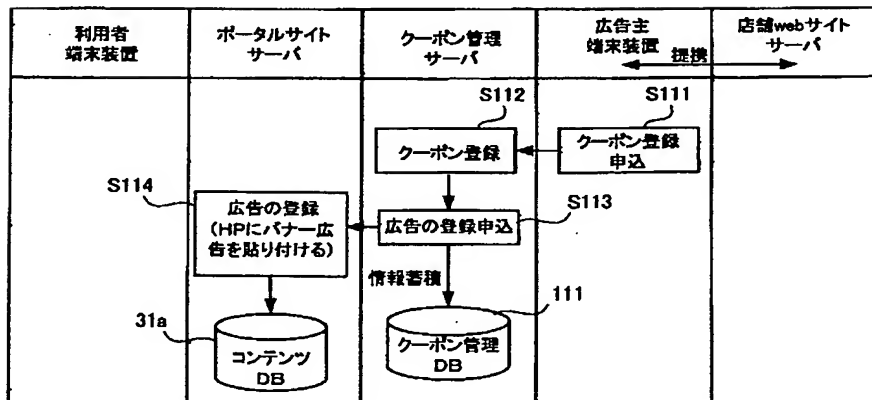 利用者
端末装置
ポータルサイト
サーバ
クーポン管理
サーバ
広告主
端末装置
提携
店舗webサイト
サーバ
S112
S111
クーポン登録
クーポン登録
申込
S114
S113
広告の登録
(HPにバナー広
告を貼り付ける)
広告の登録申込
情報蓄積
111
31a
コンテンツ
DB
クーポン管理
DB